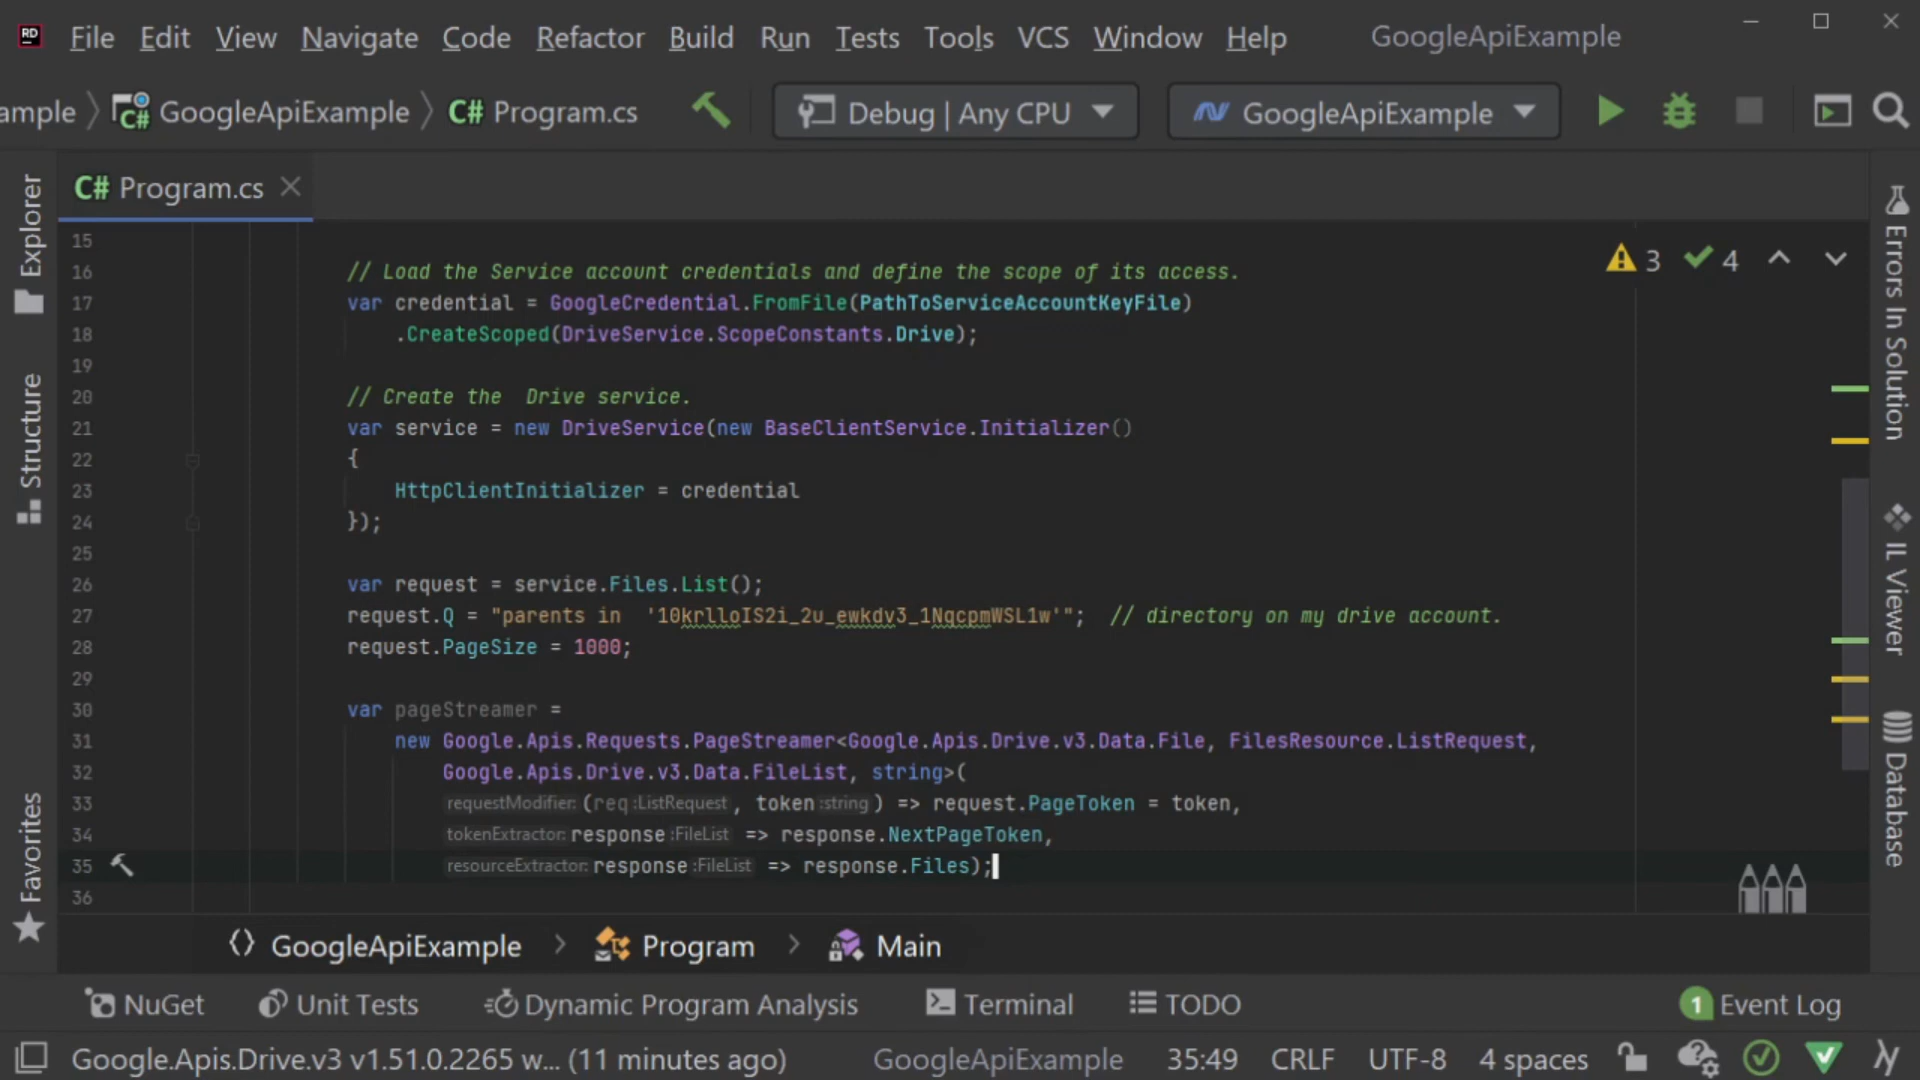 RD File Edit View Navigate Code Refactor Build Run Tests Tools VCS Window Help GoogleApiExample
ample GoogleApiExample C# Program.cs Debug | Any CPU GoogleApiExample
C# Program.cs
Explorer
Structure
Favorites
15
16 // Load the Service account credentials and define the scope of its access.
17 var credential = GoogleCredential.FromFile(PathToServiceAccountKeyFile)
18 .CreateScoped(DriveService.ScopeConstants.Drive);
19
20 // Create the  Drive service.
21 var service = new DriveService(new BaseClientService.Initializer()
22 {
23 HttpClientInitializer = credential
24 });
25
26 var request = service.Files.List();
27 request.Q = "parents in  '10krlloIS2i_2u_ewkdv3_1NgcpmWSL1w'";  // directory on my drive account.
28 request.PageSize = 1000;
29
30 var pageStreamer =
31 new Google.Apis.Requests.PageStreamer<Google.Apis.Drive.v3.Data.File, FilesResource.ListRequest,
32 Google.Apis.Drive.v3.Data.FileList, string>(
33 requestModifier: (req :ListRequest , token :string ) => request.PageToken = token,
34 tokenExtractor: response :FileList => response.NextPageToken,
35 resourceExtractor: response :FileList => response.Files);
36
3 4
Errors In Solution
IL Viewer
Database
GoogleApiExample Program Main
NuGet Unit Tests Dynamic Program Analysis Terminal TODO 1 Event Log
Google.Apis.Drive.v3 v1.51.0.2265 w... (11 minutes ago) GoogleApiExample 35:49 CRLF UTF-8 4 spaces